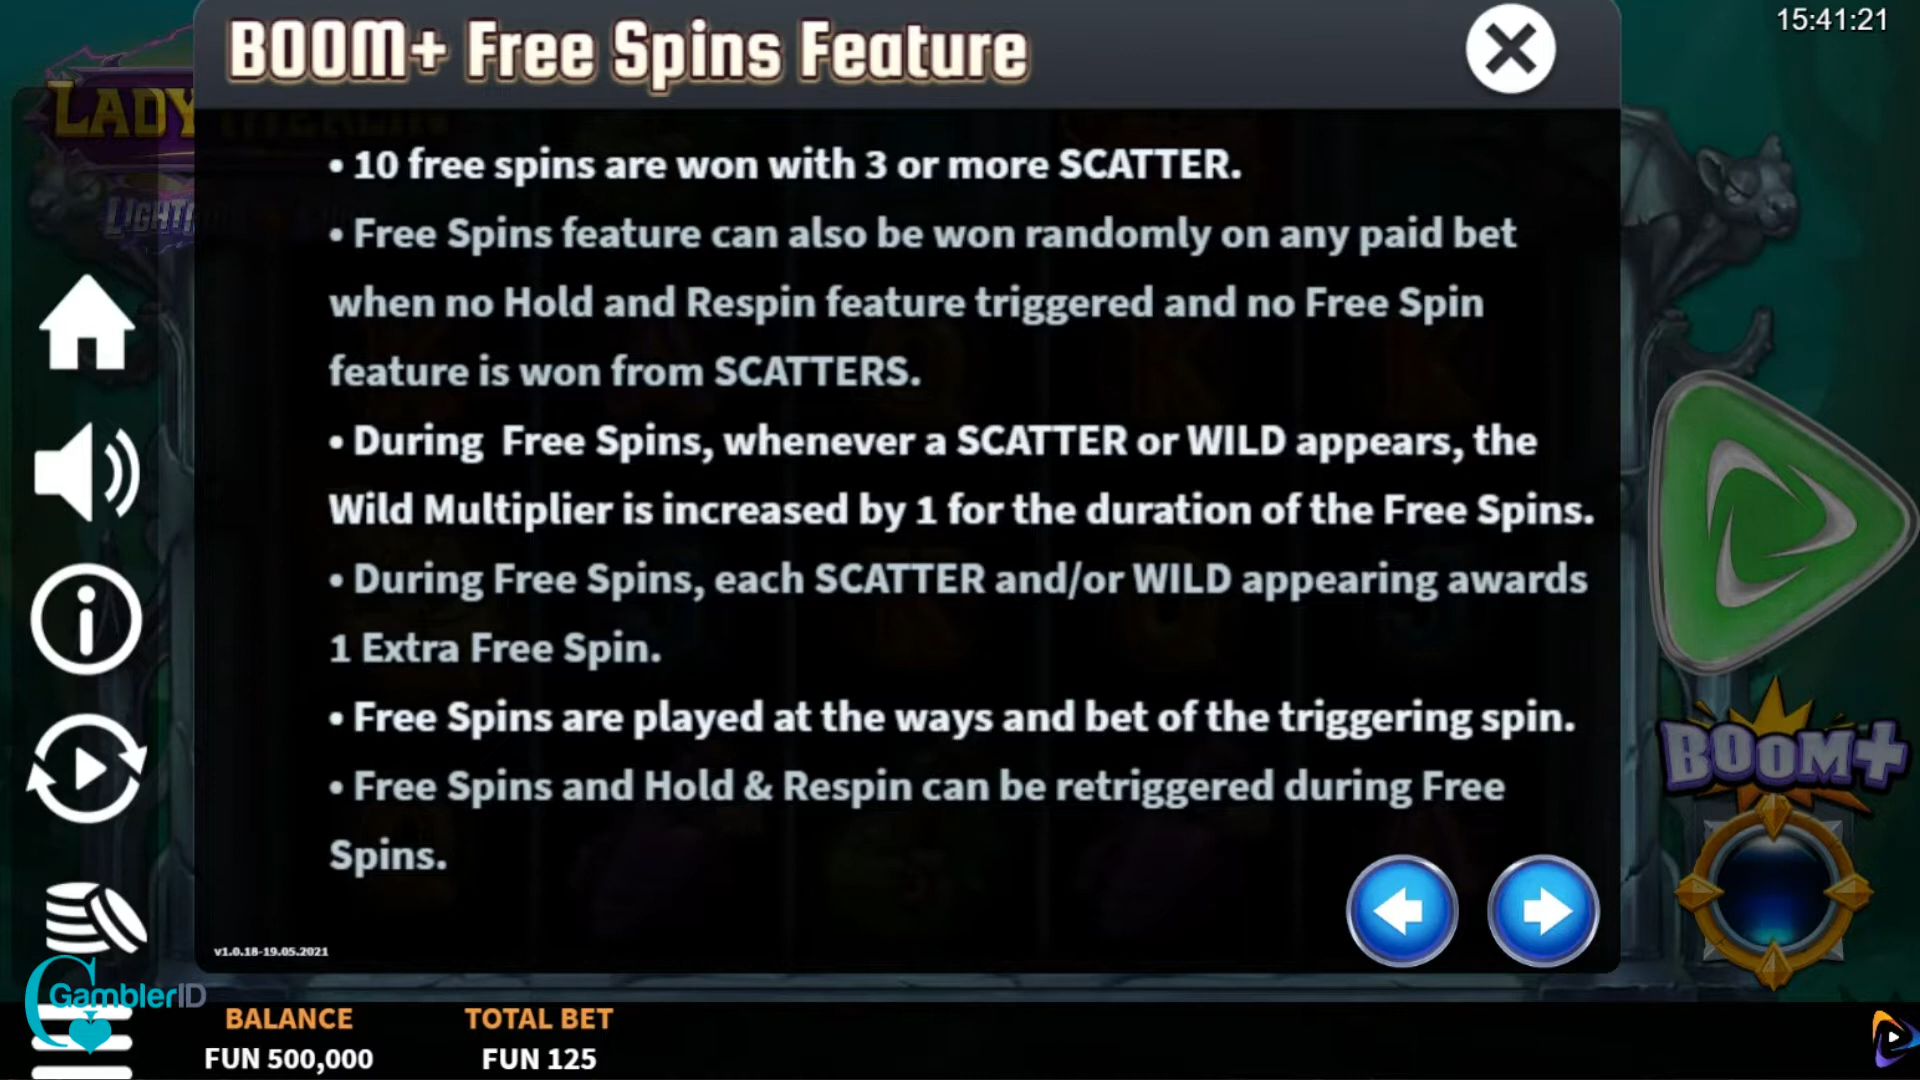 BOOM+ Free Spins Feature
15:41:21
LADY
• 10 free spins are won with 3 or more SCATTER.
• Free Spins feature can also be won randomly on any paid bet
when no Hold and Respin feature triggered and no Free Spin
feature is won from SCATTERS.
• During Free Spins, whenever a SCATTER or WILD appears, the
Wild Multiplier is increased by 1 for the duration of the Free Spins.
• During Free Spins, each SCATTER and/or WILD appearing awards
1 Extra Free Spin.
• Free Spins are played at the ways and bet of the triggering spin.
• Free Spins and Hold & Respin can be retriggered during Free
Spins.
BOOM+
v1.0.18-19.05.2021
GamblerID
BALANCE
TOTAL BET
FUN 500,000
FUN 125